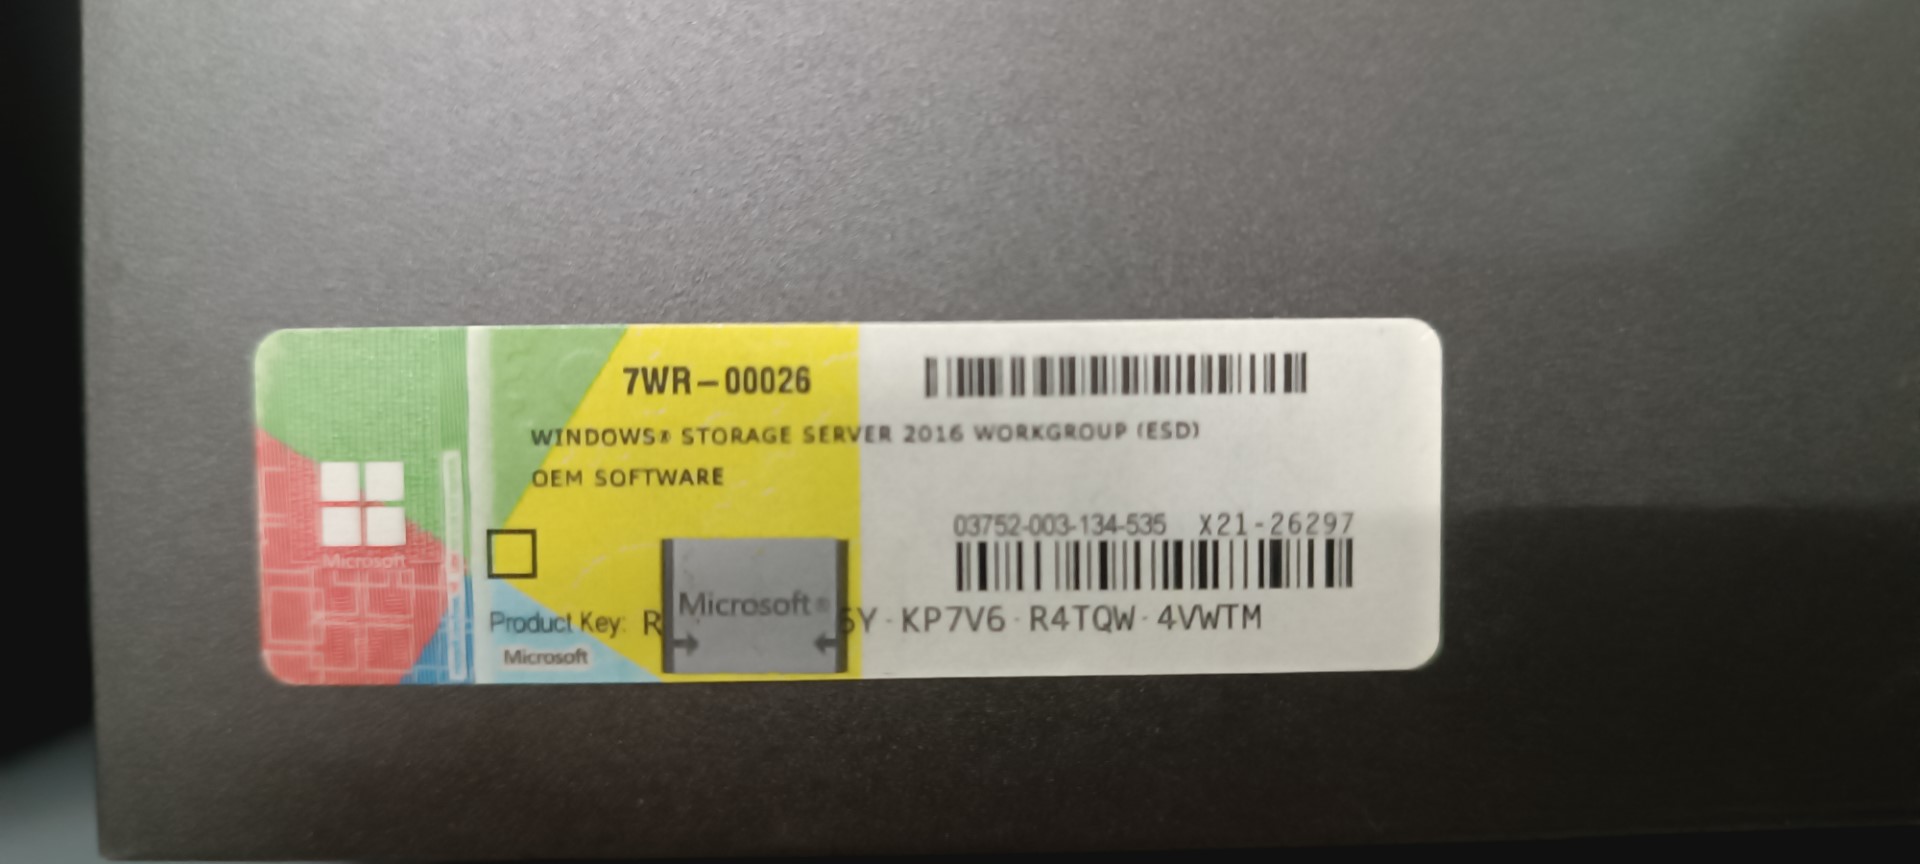 7WR-00026
WINDOWS® STORAGE SERVER 2016 WORKGROUP (ESD)
OEM SOFTWARE
03752-003-134-535 X21-26297
Microsoft
Microsoft®
Product Key: KP7V6-R4TQW-4VWTM
Microsoft